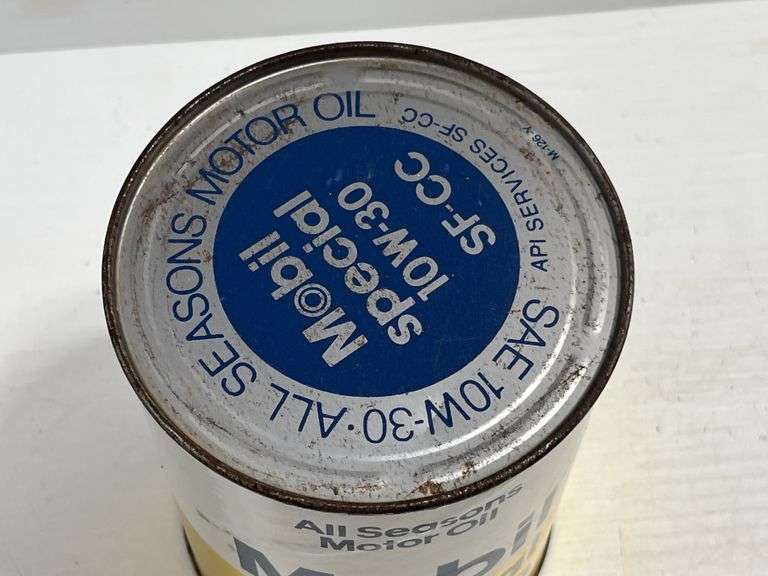 Mobil
special
10W-30
SF-CC
SAE 10W-30 · ALL SEASONS MOTOR OIL
API SERVICES SF-CC
M-126-Y
All Seasons
Motor Oil
Mobil